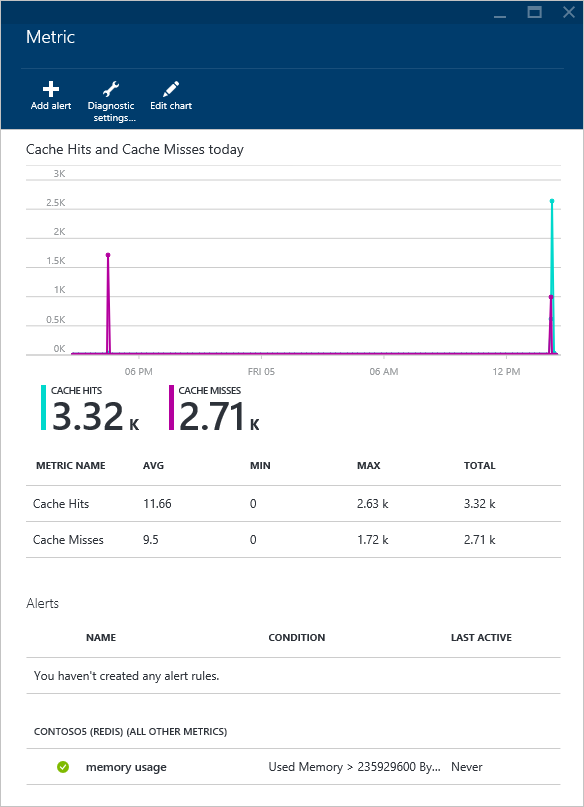 Metric
Add alert
Diagnostic
settings...
Edit chart
Cache Hits and Cache Misses today
3K
2.5K
2K
1.5K
1K
0.5K
0K
06 PM FRI 05 06 AM 12 PM
CACHE HITS CACHE MISSES
3.32 K 2.71 K
METRIC NAME AVG MIN MAX TOTAL
Cache Hits 11.66 0 2.63 k 3.32 k
Cache Misses 9.5 0 1.72 k 2.71 k
Alerts
NAME CONDITION LAST ACTIVE
You haven't created any alert rules.
CONTOSO5 (REDIS) (ALL OTHER METRICS)
memory usage Used Memory > 235929600 By... Never